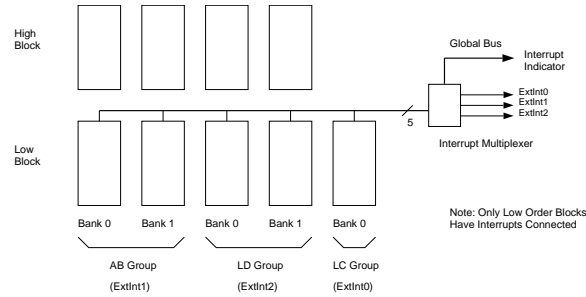 High
Block
Global Bus
Interrupt
Indicator
ExtInt0
ExtInt1
ExtInt2
5
Interrupt Multiplexer
Low
Block
Note: Only Low Order Blocks
Have Interrupts Connected
Bank 0 Bank 1 Bank 0 Bank 1 Bank 0
AB Group LD Group LC Group
(ExtInt1) (ExtInt2) (ExtInt0)